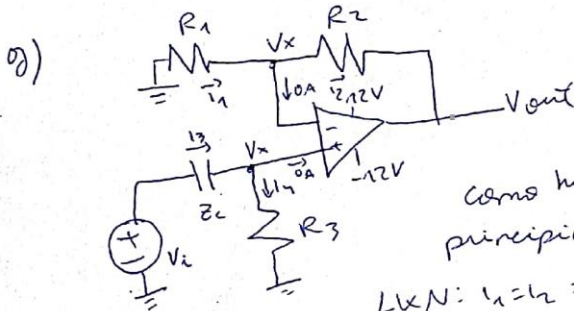 g)
R1
Vx
R2
i1
↓0A
i2
12V
Vout
-
+
i3
Vx
0A
-12V
Zc
↓i4
R3
+
-
Vi
como
princip
LKN: i1=i2=